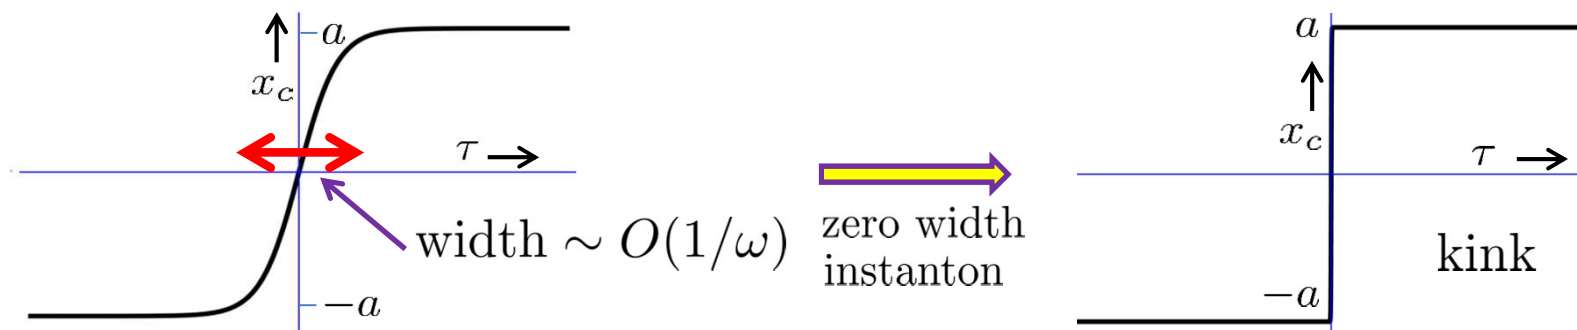 a
x_c
τ
width ∼ O(1/ω)
−a
zero width
instanton
a
x_c
τ
kink
−a